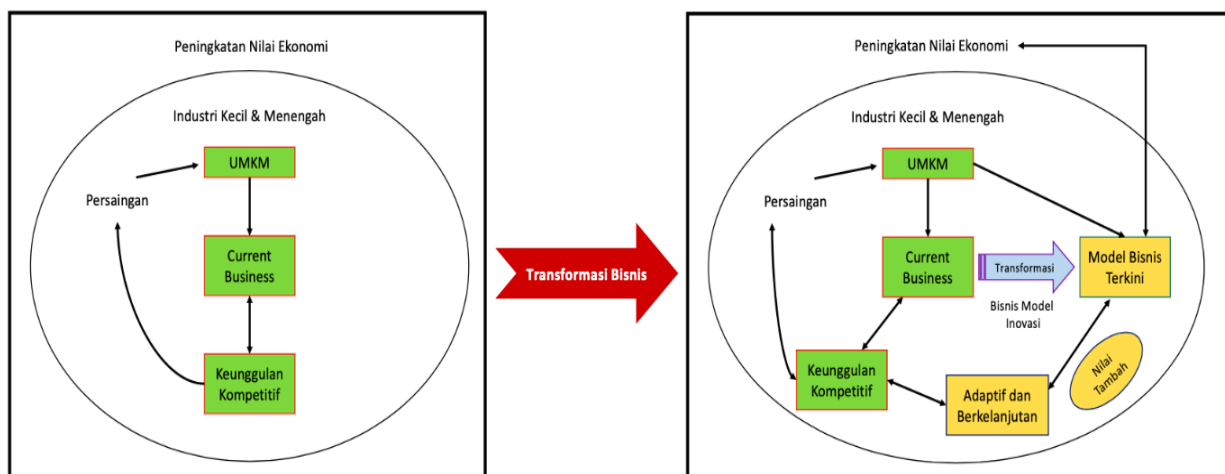 Peningkatan Nilai Ekonomi
Industri Kecil & Menengah
UMKM
Persaingan
Current
Business
Keunggulan
Kompetitif
Transformasi Bisnis
Peningkatan Nilai Ekonomi
Industri Kecil & Menengah
UMKM
Persaingan
Current
Business
Transformasi
Model Bisnis
Terkini
Bisnis Model
Inovasi
Keunggulan
Kompetitif
Nilai
Tambah
Adaptif dan
Berkelanjutan